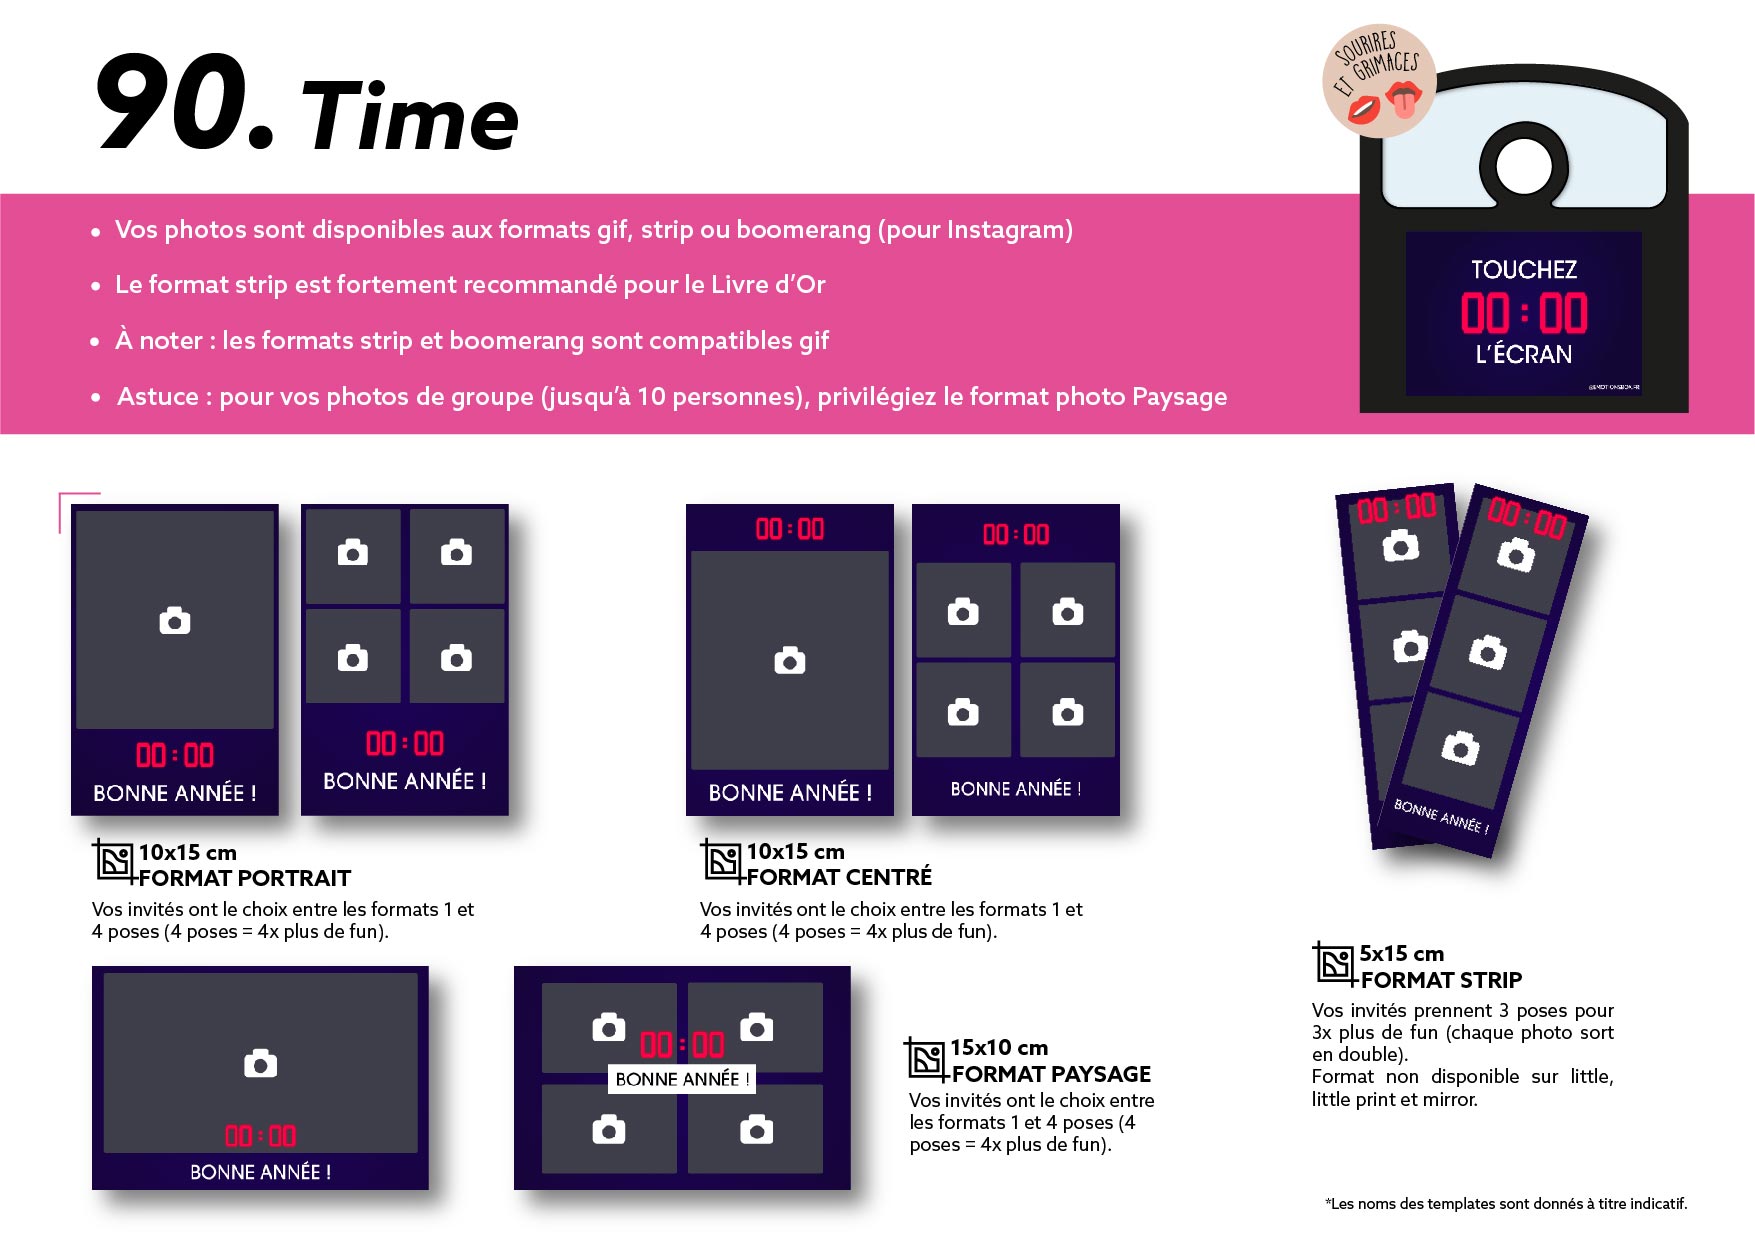 90. Time
SOURIRES
ET GRIMACES
• Vos photos sont disponibles aux formats gif, strip ou boomerang (pour Instagram)
• Le format strip est fortement recommandé pour le Livre d’Or
• À noter : les formats strip et boomerang sont compatibles gif
• Astuce : pour vos photos de groupe (jusqu’à 10 personnes), privilégiez le format photo Paysage
TOUCHEZ
00:00
L’ÉCRAN
@EMOTIONSBOX.FR
00:00
BONNE ANNÉE !
00:00
BONNE ANNÉE !
10x15 cm
FORMAT PORTRAIT
Vos invités ont le choix entre les formats 1 et
4 poses (4 poses = 4x plus de fun).
00:00
BONNE ANNÉE !
00:00
BONNE ANNÉE !
10x15 cm
FORMAT CENTRÉ
Vos invités ont le choix entre les formats 1 et
4 poses (4 poses = 4x plus de fun).
00:00
00:00
BONNE ANNÉE !
5x15 cm
FORMAT STRIP
Vos invités prennent 3 poses pour
3x plus de fun (chaque photo sort
en double).
Format non disponible sur little,
little print et mirror.
00:00
BONNE ANNÉE !
00:00
BONNE ANNÉE !
15x10 cm
FORMAT PAYSAGE
Vos invités ont le choix entre
les formats 1 et 4 poses (4
poses = 4x plus de fun).
*Les noms des templates sont donnés à titre indicatif.